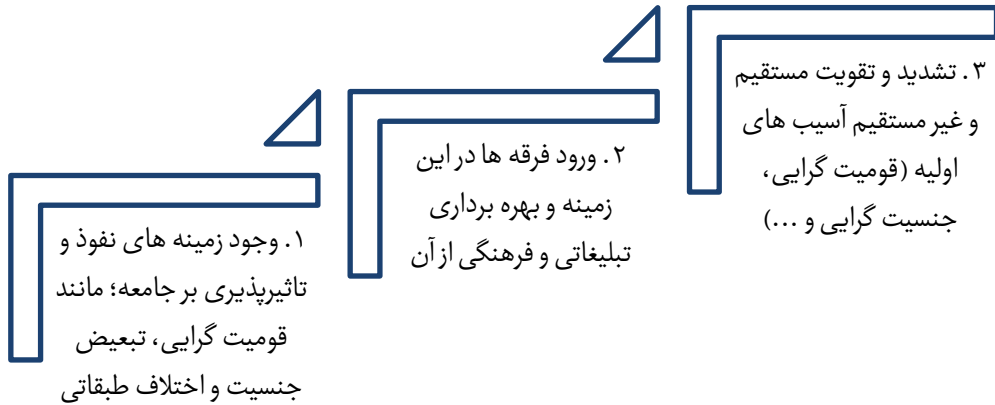 ۱. وجود زمینه های نفوذ و
تاثیرپذیری بر جامعه؛ مانند
قومیت گرایی، تبعیض
جنسیت و اختلاف طبقاتی
۲. ورود فرقه ها در این
زمینه و بهره برداری
تبلیغاتی و فرهنگی از آن
۳. تشدید و تقویت مستقیم
و غیر مستقیم آسیب های
اولیه (قومیت گرایی،
جنسیت گرایی و ...)